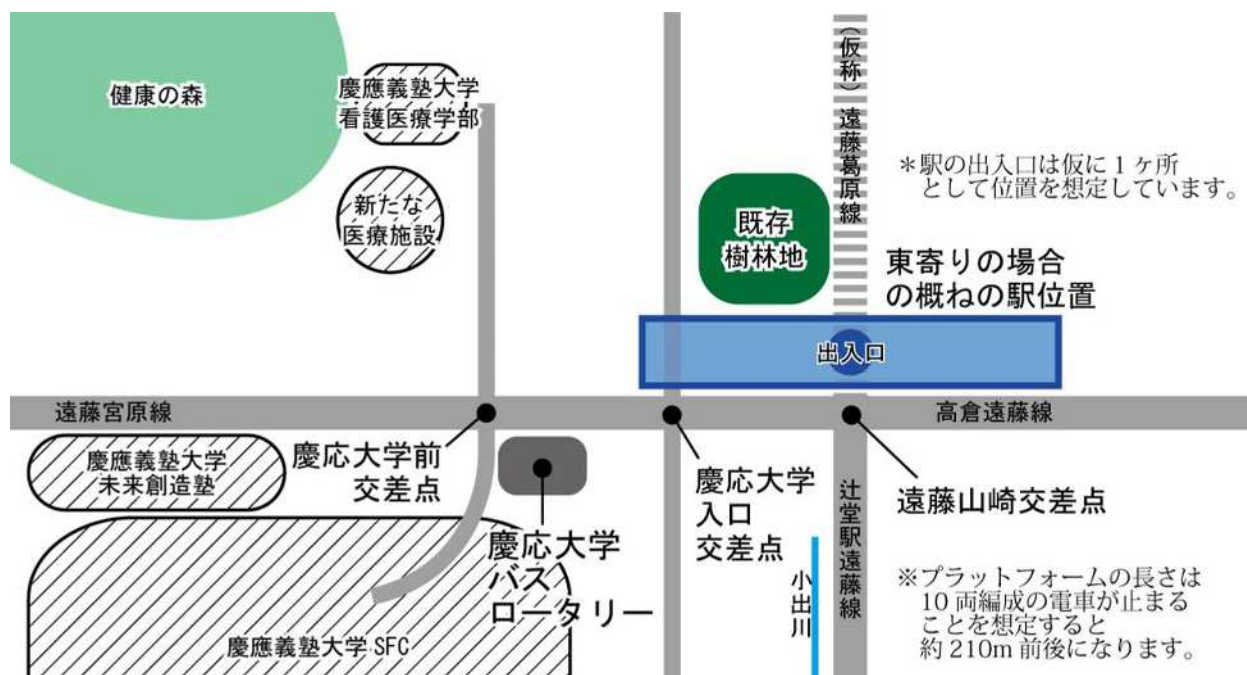 健康の森
慶應義塾大学
看護医療学部
新たな
医療施設
(仮称)遠藤葛原線
*駅の出入口は仮に1ヶ所
として位置を想定しています。
既存
樹林地
東寄りの場合
の概ねの駅位置
出入口
遠藤宮原線
高倉遠藤線
慶應義塾大学
未来創造塾
慶応大学前
交差点
慶応大学
バス
ロータリー
慶応大学
入口
交差点
遠藤山崎交差点
辻堂駅遠藤線
小出川
※プラットフォームの長さは
10両編成の電車が止まる
ことを想定すると
約210m前後になります。
慶應義塾大学SFC